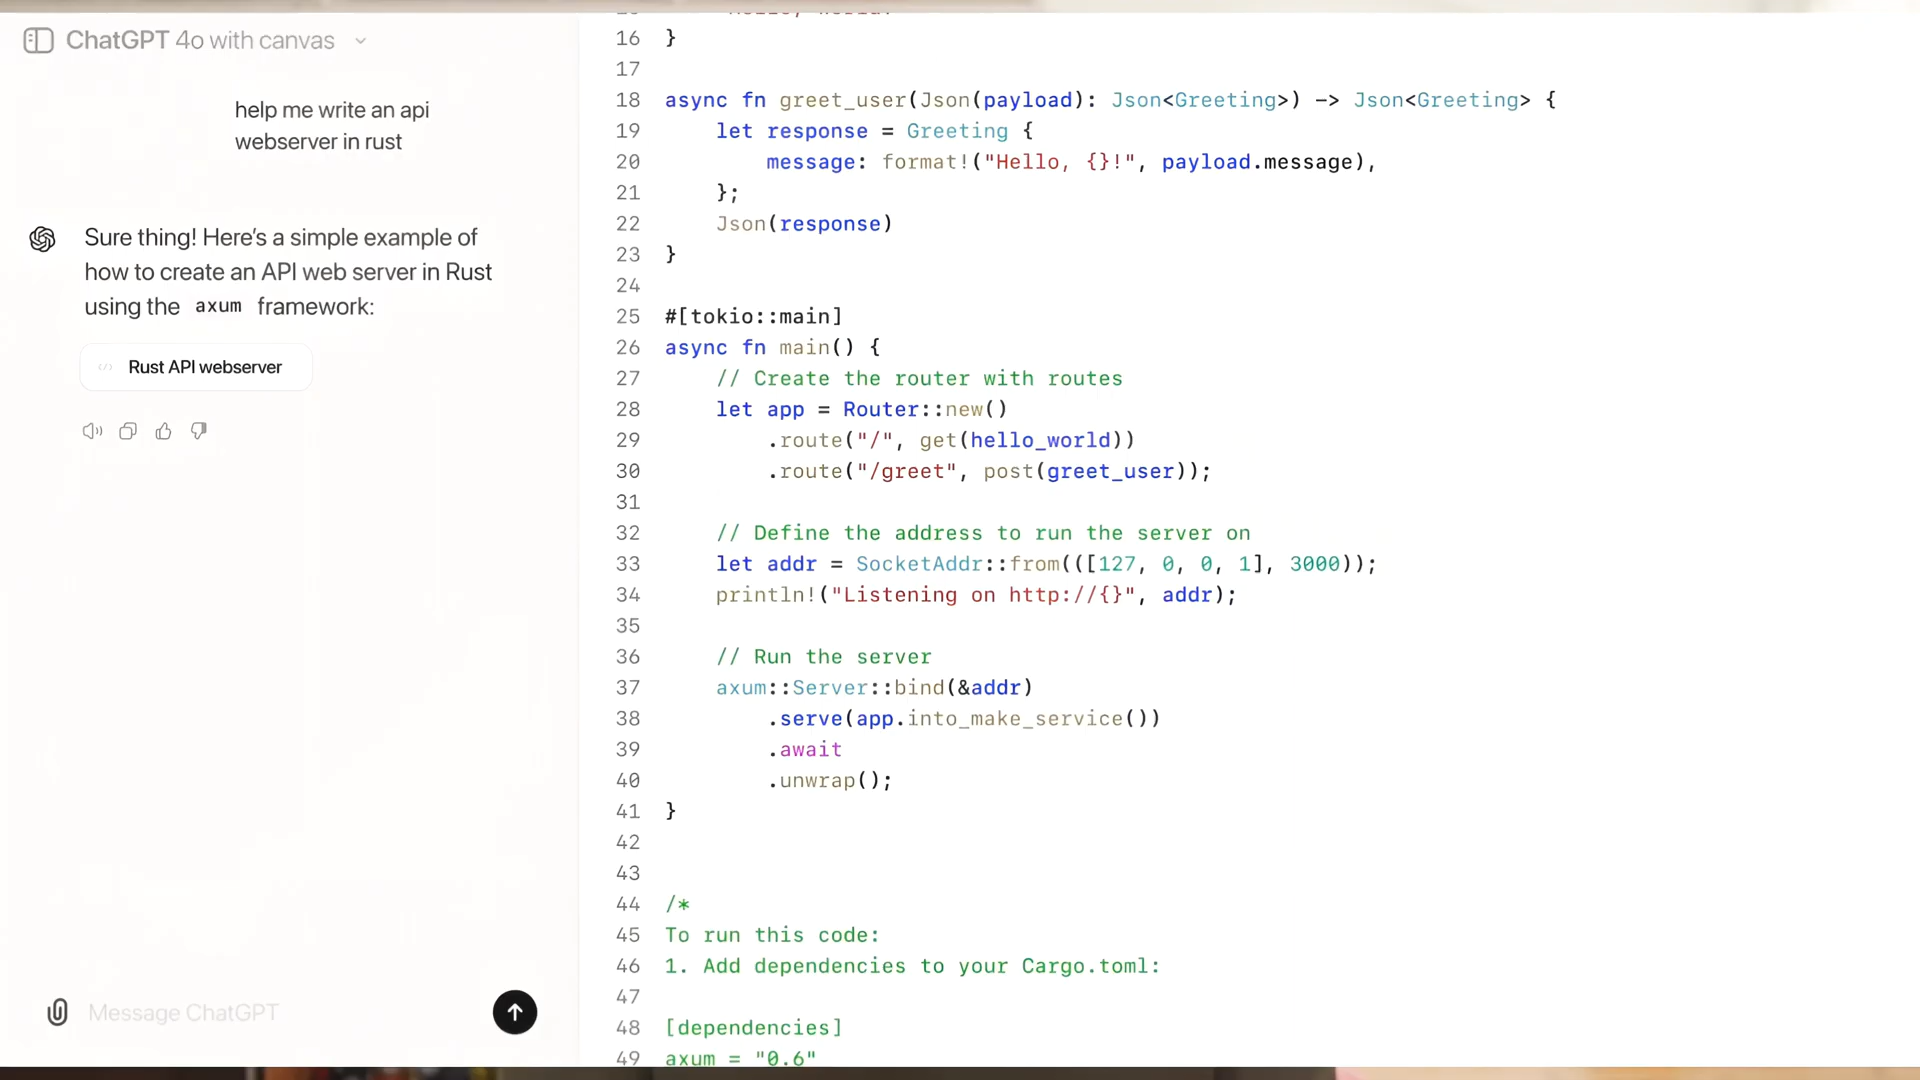 ChatGPT 4o with canvas
help me write an api
webserver in rust
Sure thing! Here's a simple example of
how to create an API web server in Rust
using the axum framework:
Rust API webserver
Message ChatGPT
16 }
17
18 async fn greet_user(Json(payload): Json<Greeting>) -> Json<Greeting> {
19 let response = Greeting {
20 message: format!("Hello, {}!", payload.message),
21 };
22 Json(response)
23 }
24
25 #[tokio::main]
26 async fn main() {
27 // Create the router with routes
28 let app = Router::new()
29 .route("/", get(hello_world))
30 .route("/greet", post(greet_user));
31
32 // Define the address to run the server on
33 let addr = SocketAddr::from(([127, 0, 0, 1], 3000));
34 println!("Listening on http://{}", addr);
35
36 // Run the server
37 axum::Server::bind(&addr)
38 .serve(app.into_make_service())
39 .await
40 .unwrap();
41 }
42
43
44 /*
45 To run this code:
46 1. Add dependencies to your Cargo.toml:
47
48 [dependencies]
49 axum = "0.6"